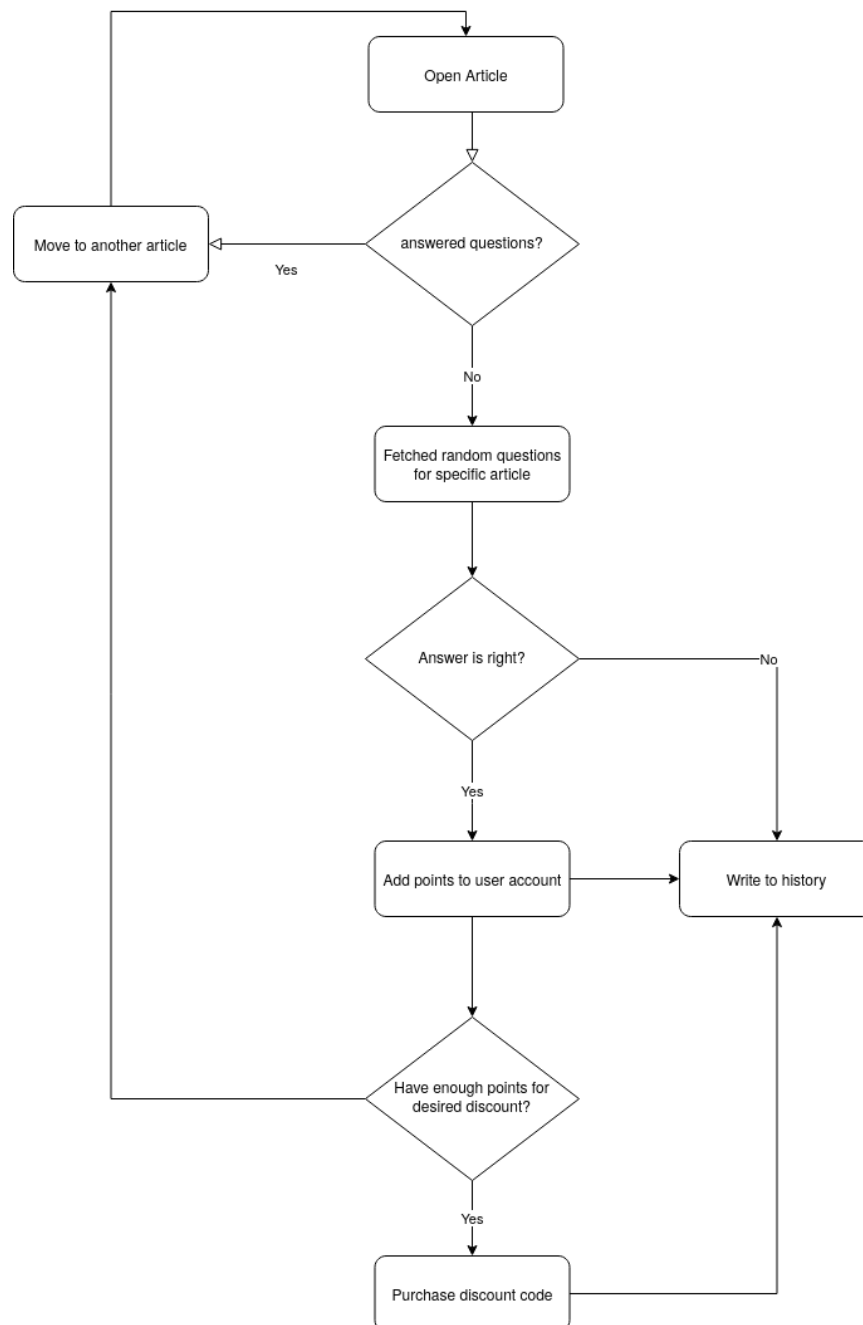 Open Article
answered questions?
Move to another article
Yes
No
Fetched random questions
for specific article
Answer is right?
No
Yes
Add points to user account
Write to history
Have enough points for
desired discount?
Yes
Purchase discount code